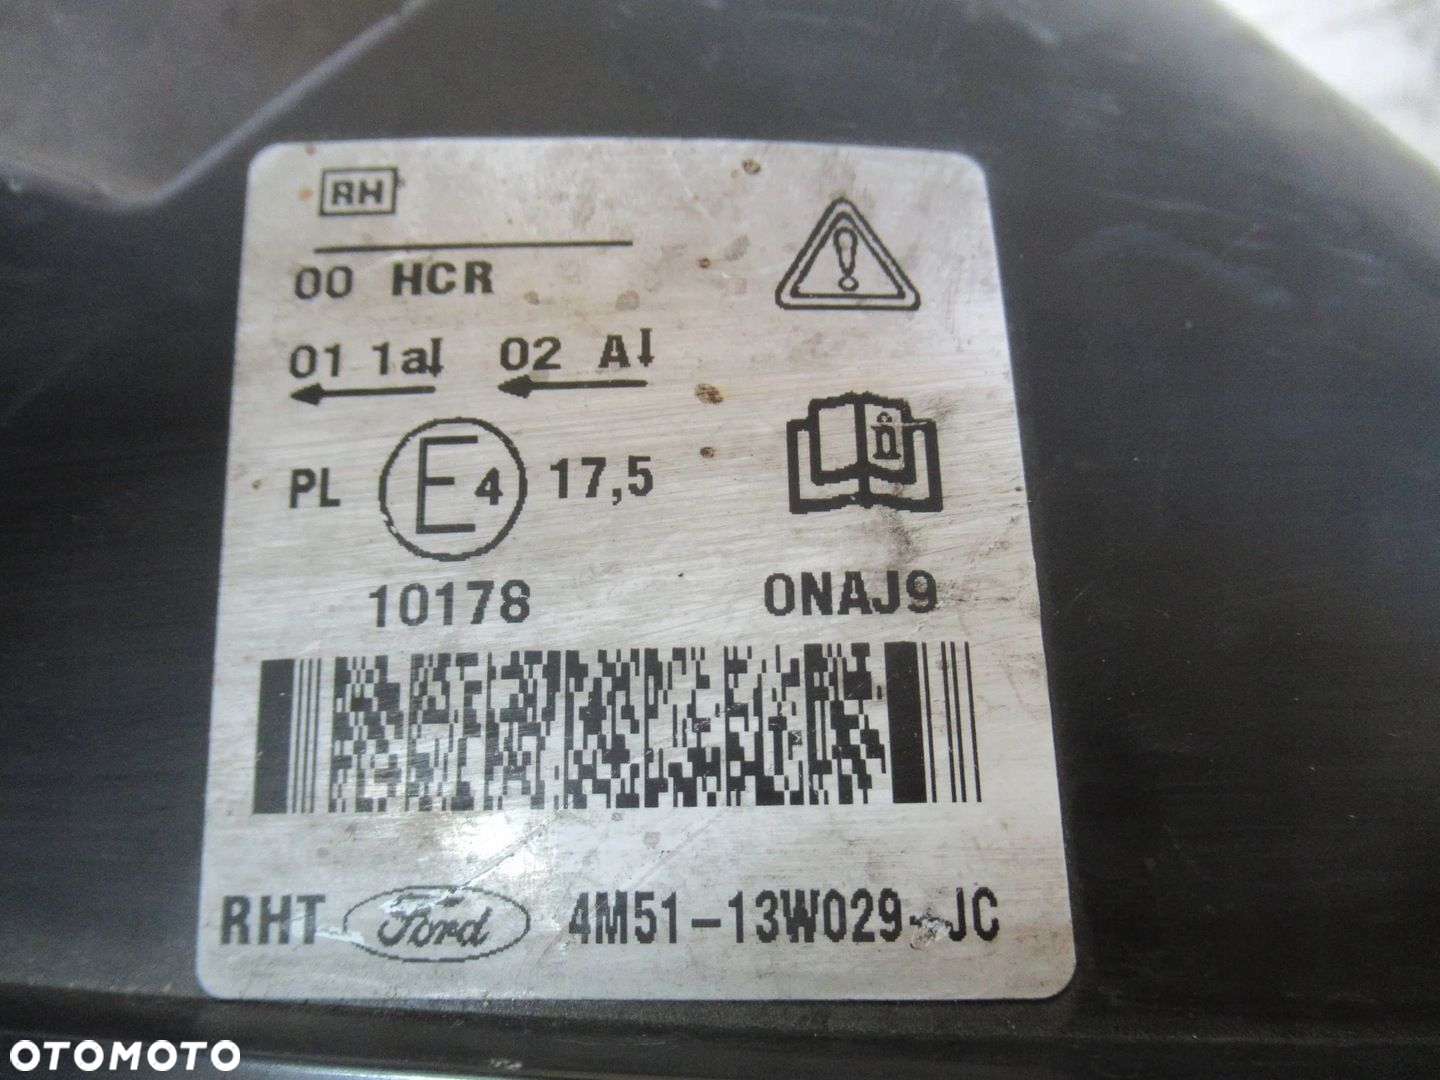 RH
00 HCR
01 1a 02 A
PL E4 17,5
10178 0NAJ9
RHT Ford 4M51-13W029-JC
OTOMOTO